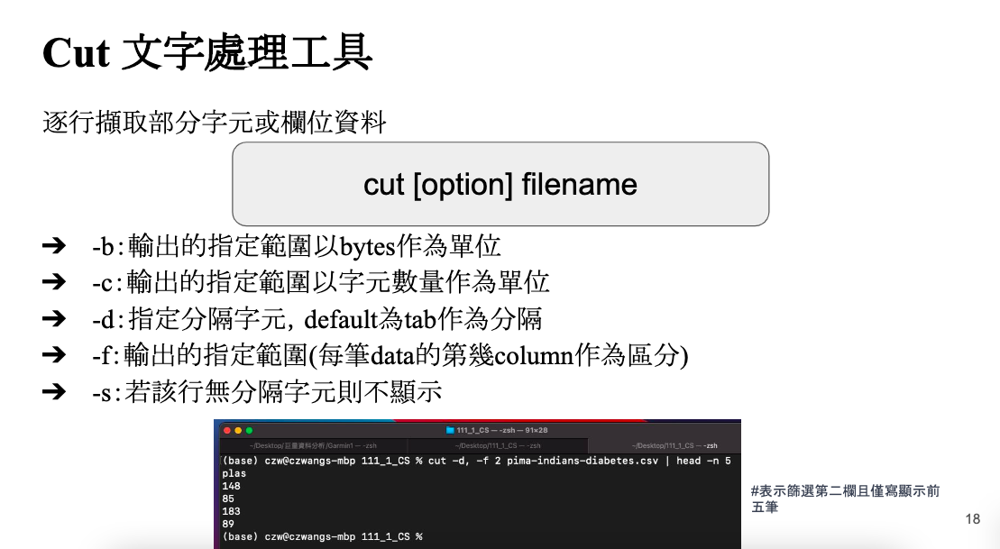 Cut 文字處理工具
逐行擷取部分字元或欄位資料
cut [option] filename
➔ -b：輸出的指定範圍以bytes作為單位
➔ -c：輸出的指定範圍以字元數量作為單位
➔ -d：指定分隔字元，default為tab作為分隔
➔ -f：輸出的指定範圍(每筆data的第幾column作為區分)
➔ -s：若該行無分隔字元則不顯示
111_1_CS — -zsh — 91×28
~/Desktop/巨量資料分析/Garmin1 — -zsh ~/Desktop/111_1_CS — -zsh ~/Desktop/111_1_CS — -zsh
(base) czw@czwangs-mbp 111_1_CS % cut -d, -f 2 pima-indians-diabetes.csv | head -n 5
plas
148
85
183
89
(base) czw@czwangs-mbp 111_1_CS %
#表示篩選第二欄且僅寫顯示前
五筆
18